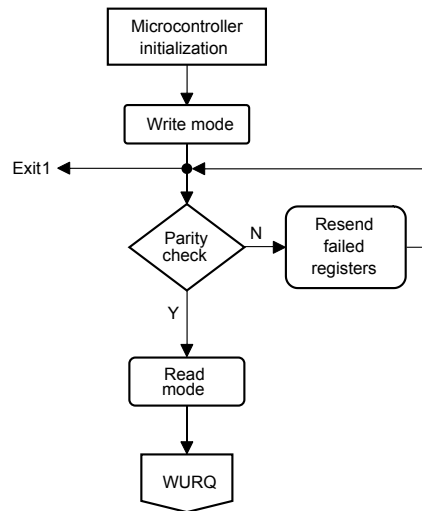 Microcontroller
initialization
Write mode
Exit1
Parity
check
N
Resend
failed
registers
Y
Read
mode
WURQ